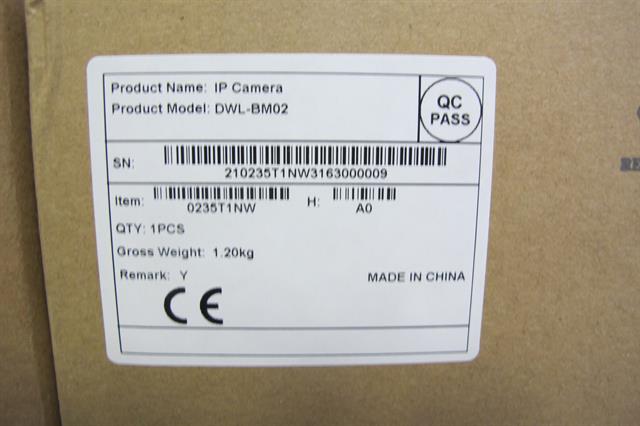 Product Name: IP Camera
Product Model: DWL-BM02
QC
PASS
SN:
210235T1NW3163000009
Item: H:
0235T1NW A0
QTY: 1PCS
Gross Weight: 1.20kg
Remark: Y
MADE IN CHINA
CE